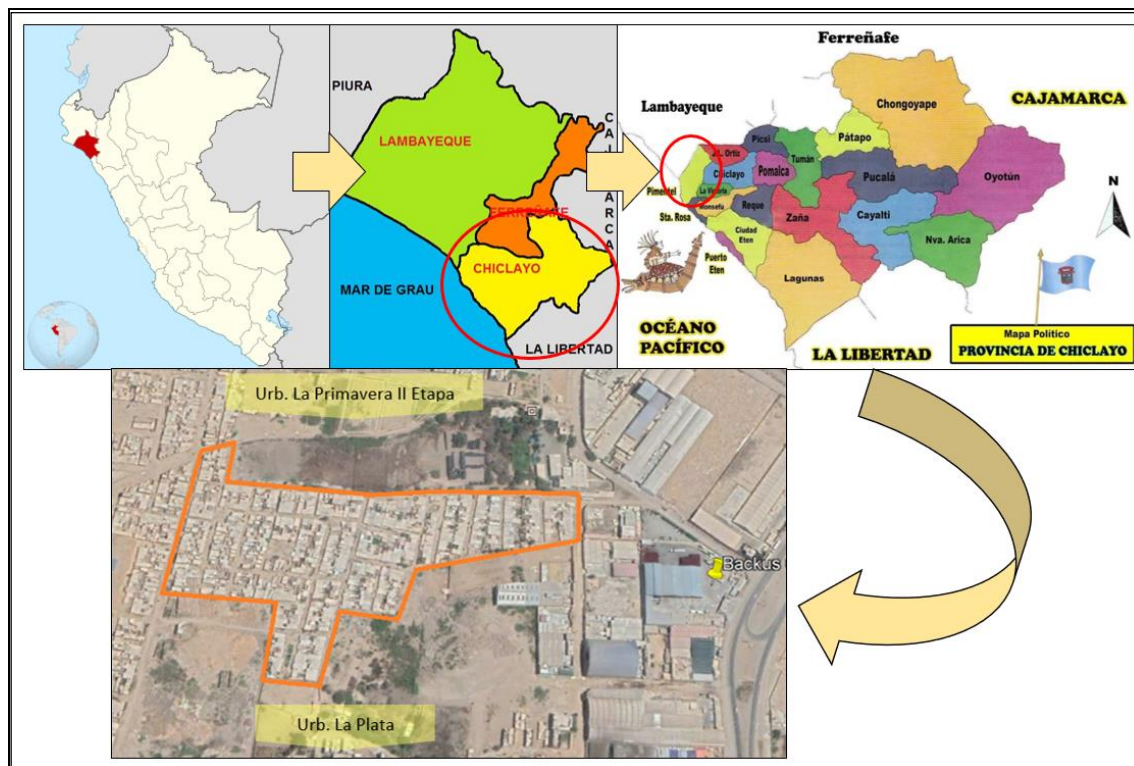 PIURA
LAMBAYEQUE
CAJAMARCA
FERREÑAFE
CHICLAYO
MAR DE GRAU
LA LIBERTAD
Ferreñafe
Lambayeque
CAJAMARCA
Chongoyape
Picsi
Pátapo
J.L. Ortiz
Tumán
Chiclayo
Pomalca
Pucalá
Oyotún
Pimentel
La Victoria
Monsefú
Reque
Sta. Rosa
Zaña
Cayalti
N
Ciudad
Eten
Nva. Arica
Puerto
Eten
Lagunas
OCÉANO
PACÍFICO
LA LIBERTAD
Mapa Político
PROVINCIA DE CHICLAYO
Urb. La Primavera II Etapa
Backus
Urb. La Plata